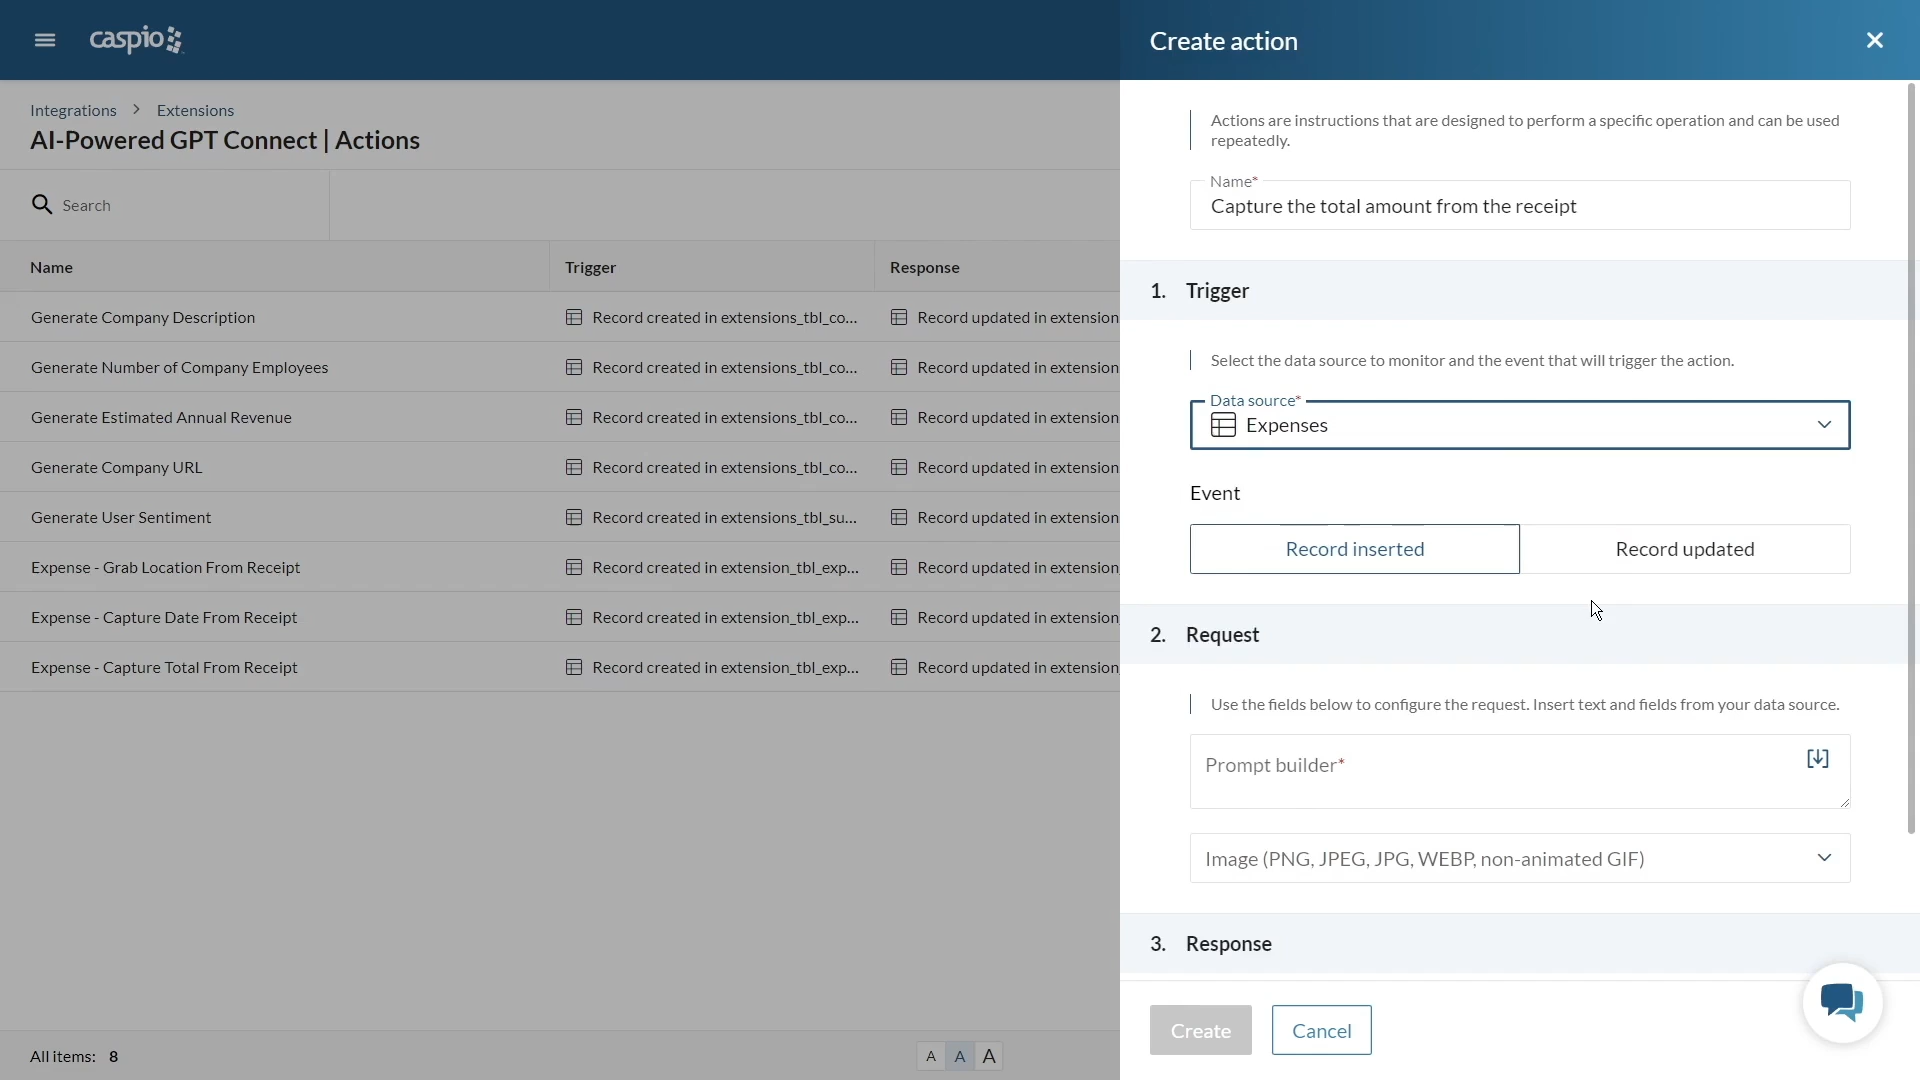 caspio
Create action
Integrations
Extensions
AI-Powered GPT Connect | Actions
Search
Name
Trigger
Response
Generate Company Description
Record created in extensions_tbl_co...
Record updated in extension
Generate Number of Company Employees
Record created in extensions_tbl_co...
Record updated in extension
Generate Estimated Annual Revenue
Record created in extensions_tbl_co...
Record updated in extension
Generate Company URL
Record created in extensions_tbl_co...
Record updated in extension
Generate User Sentiment
Record created in extensions_tbl_su...
Record updated in extension
Expense - Grab Location From Receipt
Record created in extension_tbl_exp...
Record updated in extension
Expense - Capture Date From Receipt
Record created in extension_tbl_exp...
Record updated in extension
Expense - Capture Total From Receipt
Record created in extension_tbl_exp...
Record updated in extension
All items: 8
A A A
Actions are instructions that are designed to perform a specific operation and can be used
repeatedly.
Name*
Capture the total amount from the receipt
1. Trigger
Select the data source to monitor and the event that will trigger the action.
Data source*
Expenses
Event
Record inserted
Record updated
2. Request
Use the fields below to configure the request. Insert text and fields from your data source.
Prompt builder*
Image (PNG, JPEG, JPG, WEBP, non-animated GIF)
3. Response
Create
Cancel